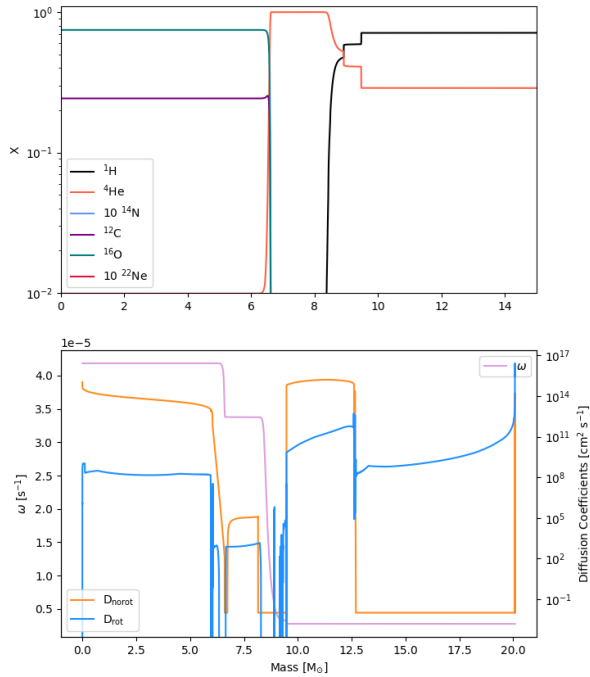 10⁰
10⁻¹
10⁻²
X
¹H
⁴He
10 ¹⁴N
¹²C
¹⁶O
10 ²²Ne
0 2 4 6 8 10 12 14
1e−5
4.0
3.5
3.0
2.5
2.0
1.5
1.0
0.5
ω [s⁻¹]
ω
D_norot
D_rot
10¹⁷
10¹⁴
10¹¹
10⁸
10⁵
10²
10⁻¹
Diffusion Coefficients [cm² s⁻¹]
0.0 2.5 5.0 7.5 10.0 12.5 15.0 17.5 20.0
Mass [M☉]